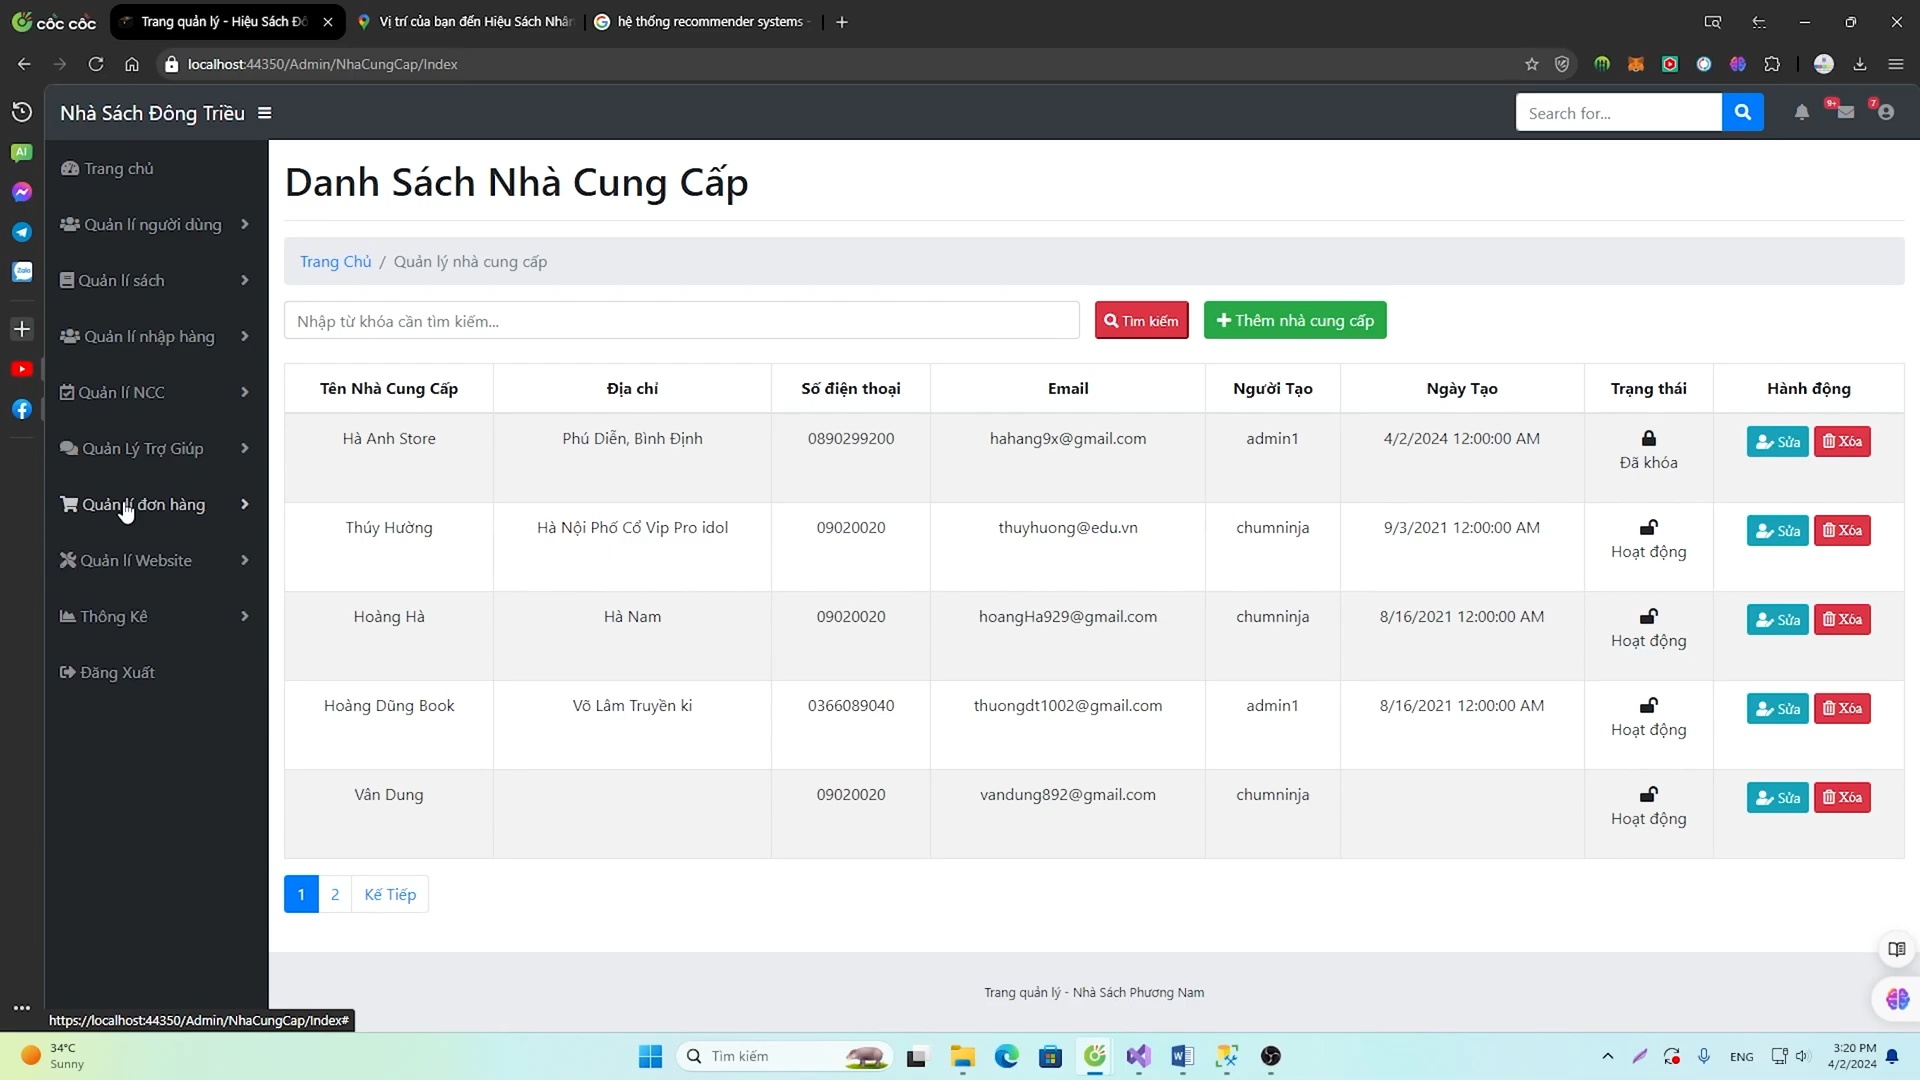 cốc cốc
Trang quản lý - Hiệu Sách Đô
Vị trí của bạn đến Hiệu Sách Nhân
hệ thống recommender systems -
localhost:44350/Admin/NhaCungCap/Index
Nhà Sách Đông Triều
Search for...
9+
7
AI
Zalo
Trang chủ
Quản lí người dùng
Quản lí sách
Quản lí nhập hàng
Quản lí NCC
Quản Lý Trợ Giúp
Quản lí đơn hàng
Quản lí Website
Thông Kê
Đăng Xuất
Danh Sách Nhà Cung Cấp
Trang Chủ / Quản lý nhà cung cấp
Nhập từ khóa cần tìm kiếm...
Tìm kiếm
Thêm nhà cung cấp
Tên Nhà Cung Cấp Địa chỉ Số điện thoại Email Người Tạo Ngày Tạo Trạng thái Hành động
Hà Anh Store Phú Diễn, Bình Định 0890299200 hahang9x@gmail.com admin1 4/2/2024 12:00:00 AM Đã khóa Sửa Xóa
Thúy Hường Hà Nội Phố Cổ Vip Pro idol 09020020 thuyhuong@edu.vn chumninja 9/3/2021 12:00:00 AM Hoạt động Sửa Xóa
Hoàng Hà Hà Nam 09020020 hoangHa929@gmail.com chumninja 8/16/2021 12:00:00 AM Hoạt động Sửa Xóa
Hoàng Dũng Book Võ Lâm Truyền ki 0366089040 thuongdt1002@gmail.com admin1 8/16/2021 12:00:00 AM Hoạt động Sửa Xóa
Vân Dung 09020020 vandung892@gmail.com chumninja Hoạt động Sửa Xóa
1 2 Kế Tiếp
Trang quản lý - Nhà Sách Phương Nam
https://localhost:44350/Admin/NhaCungCap/Index#
34°C
Sunny
Tìm kiếm
ENG
3:20 PM
4/2/2024